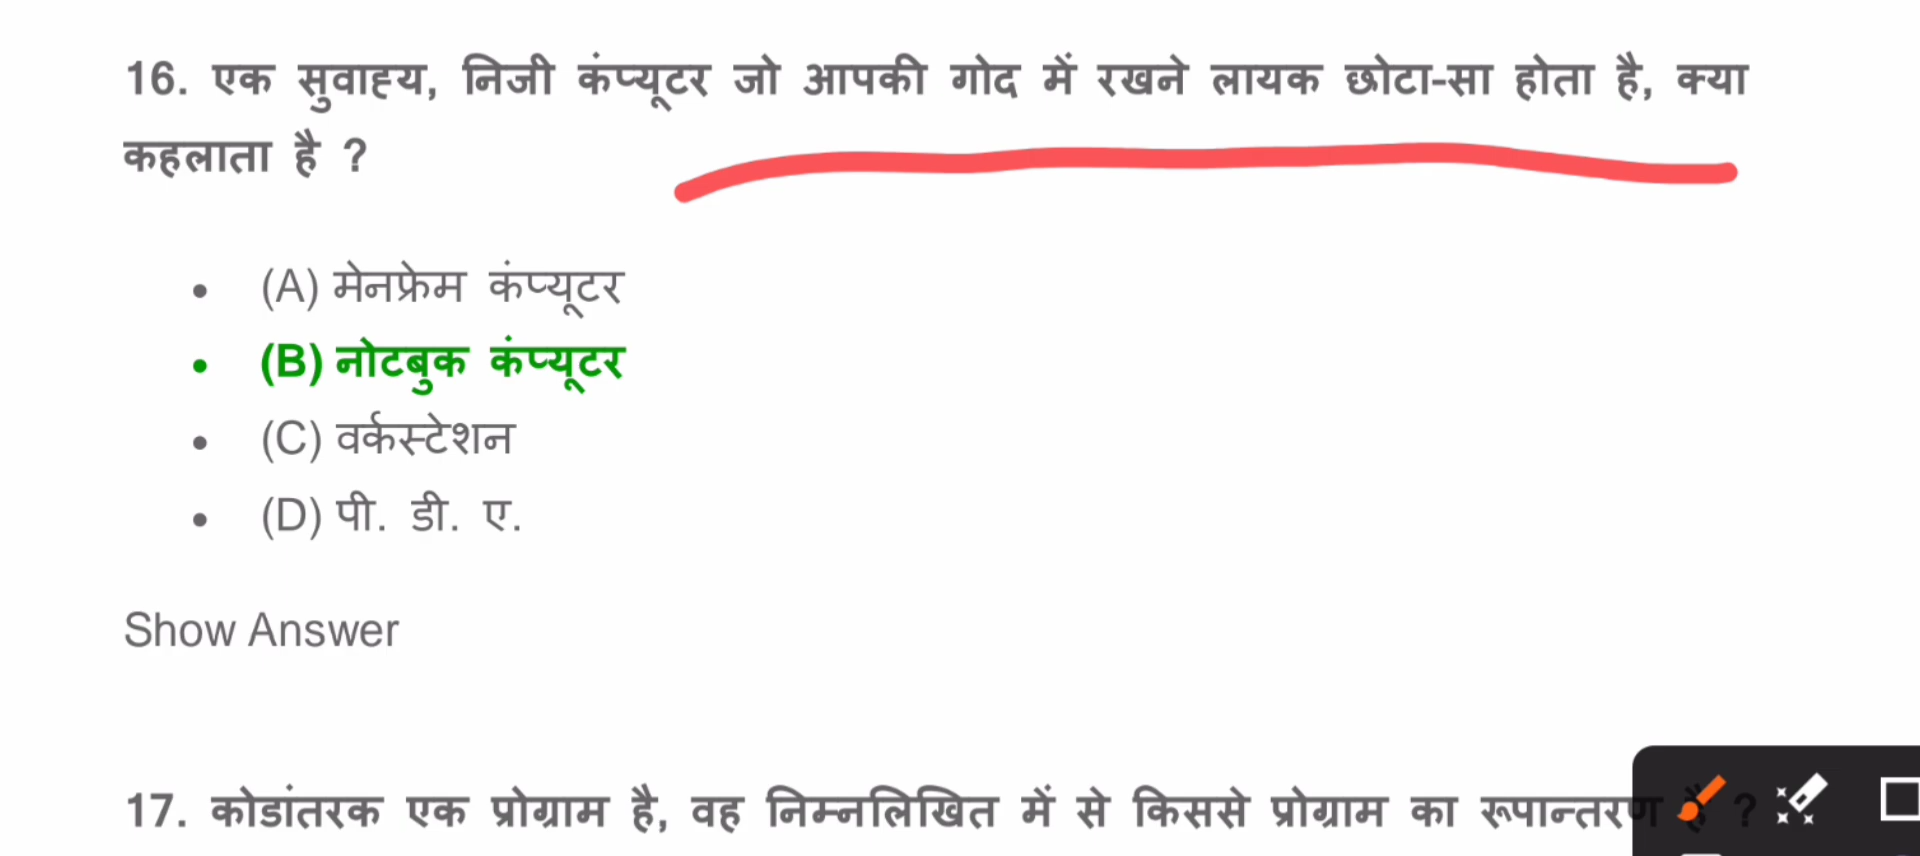 16. एक सुवाह्य, निजी कंप्यूटर जो आपकी गोद में रखने लायक छोटा-सा होता है, क्या
कहलाता है ?
(A) मेनफ्रेम कंप्यूटर
(B) नोटबुक कंप्यूटर
(C) वर्कस्टेशन
(D) पी. डी. ए.
Show Answer
17. कोडांतरक एक प्रोग्राम है, वह निम्नलिखित में से किससे प्रोग्राम का रूपान्तरण है ?